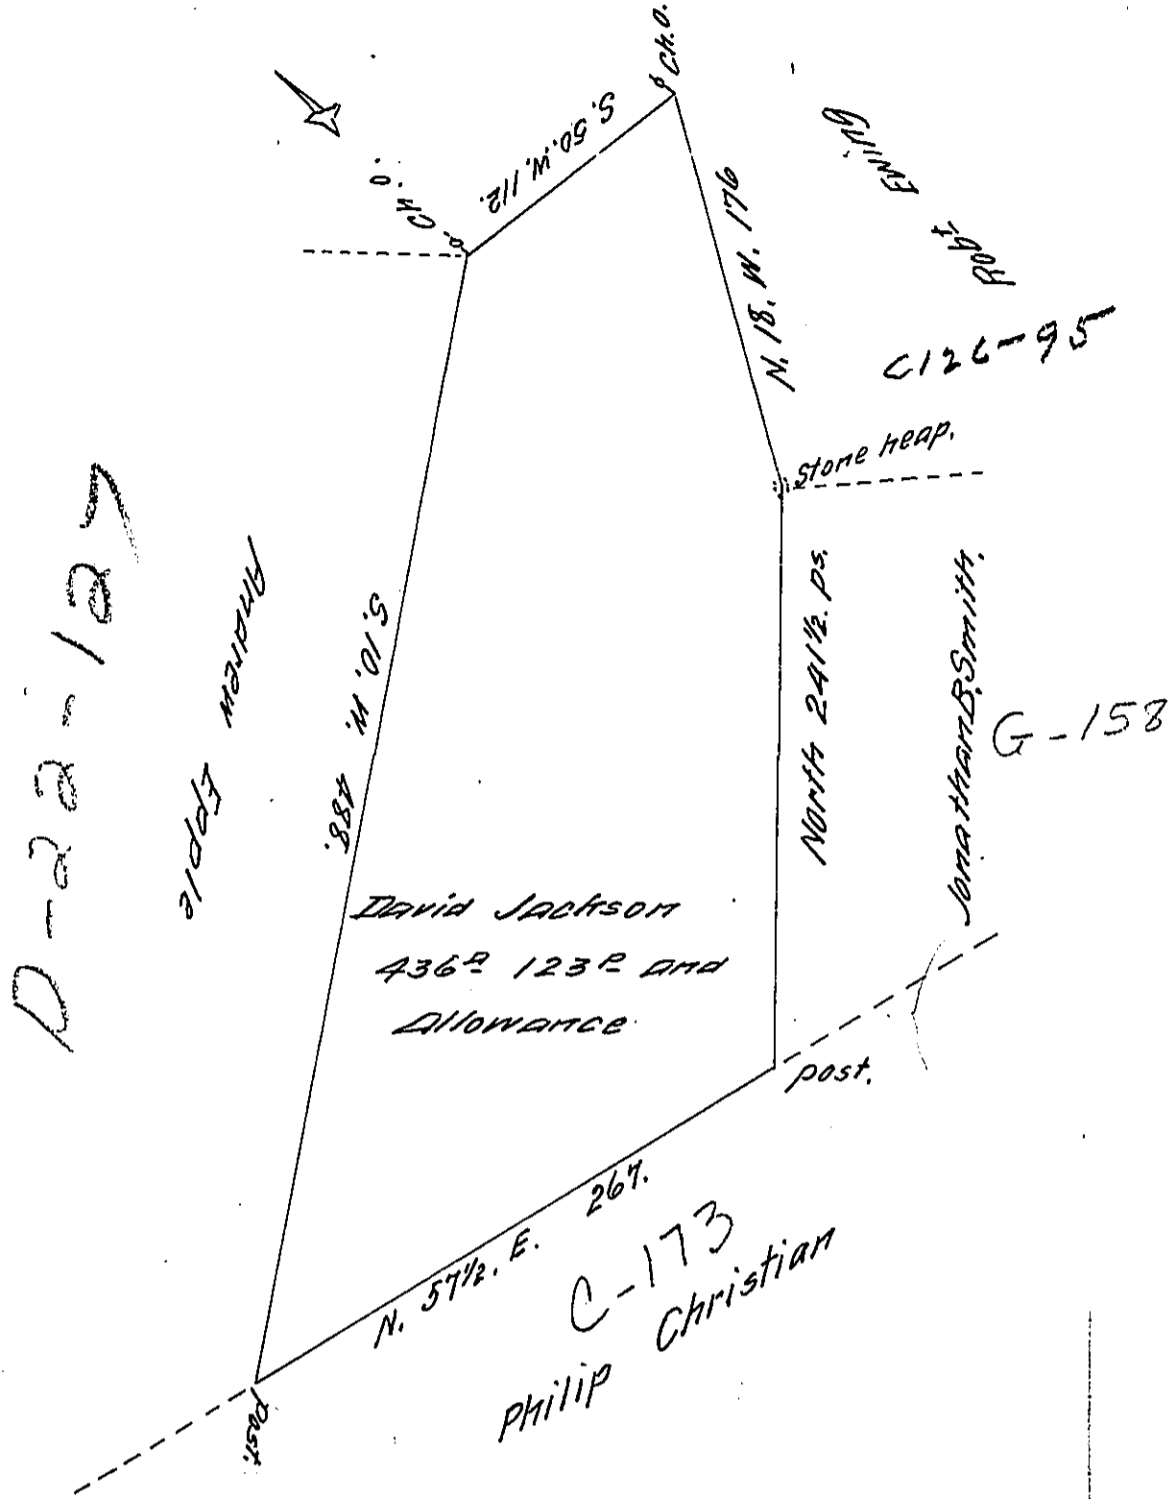 Ch.O.
S. 50. W. 112.
Ch. O.
N. 18. W. 176
Robt Ewing
C126-95
Stone heap.
North 241½. ps.
Jonathan B. Smith.
G-158
D-22-127
Andrew Epple
S. 10. W. 488.
David Jackson
436ᵃ 123ᴾ and
Allowance
post.
N. 57½. E. 267.
C-173
Philip Christian
Post.